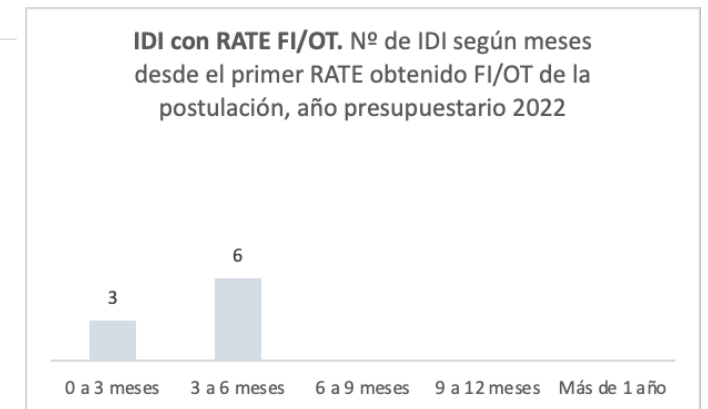 IDI con RATE FI/OT. Nº de IDI según meses
desde el primer RATE obtenido FI/OT de la
postulación, año presupuestario 2022
6
3
0 a 3 meses 3 a 6 meses 6 a 9 meses 9 a 12 meses Más de 1 año